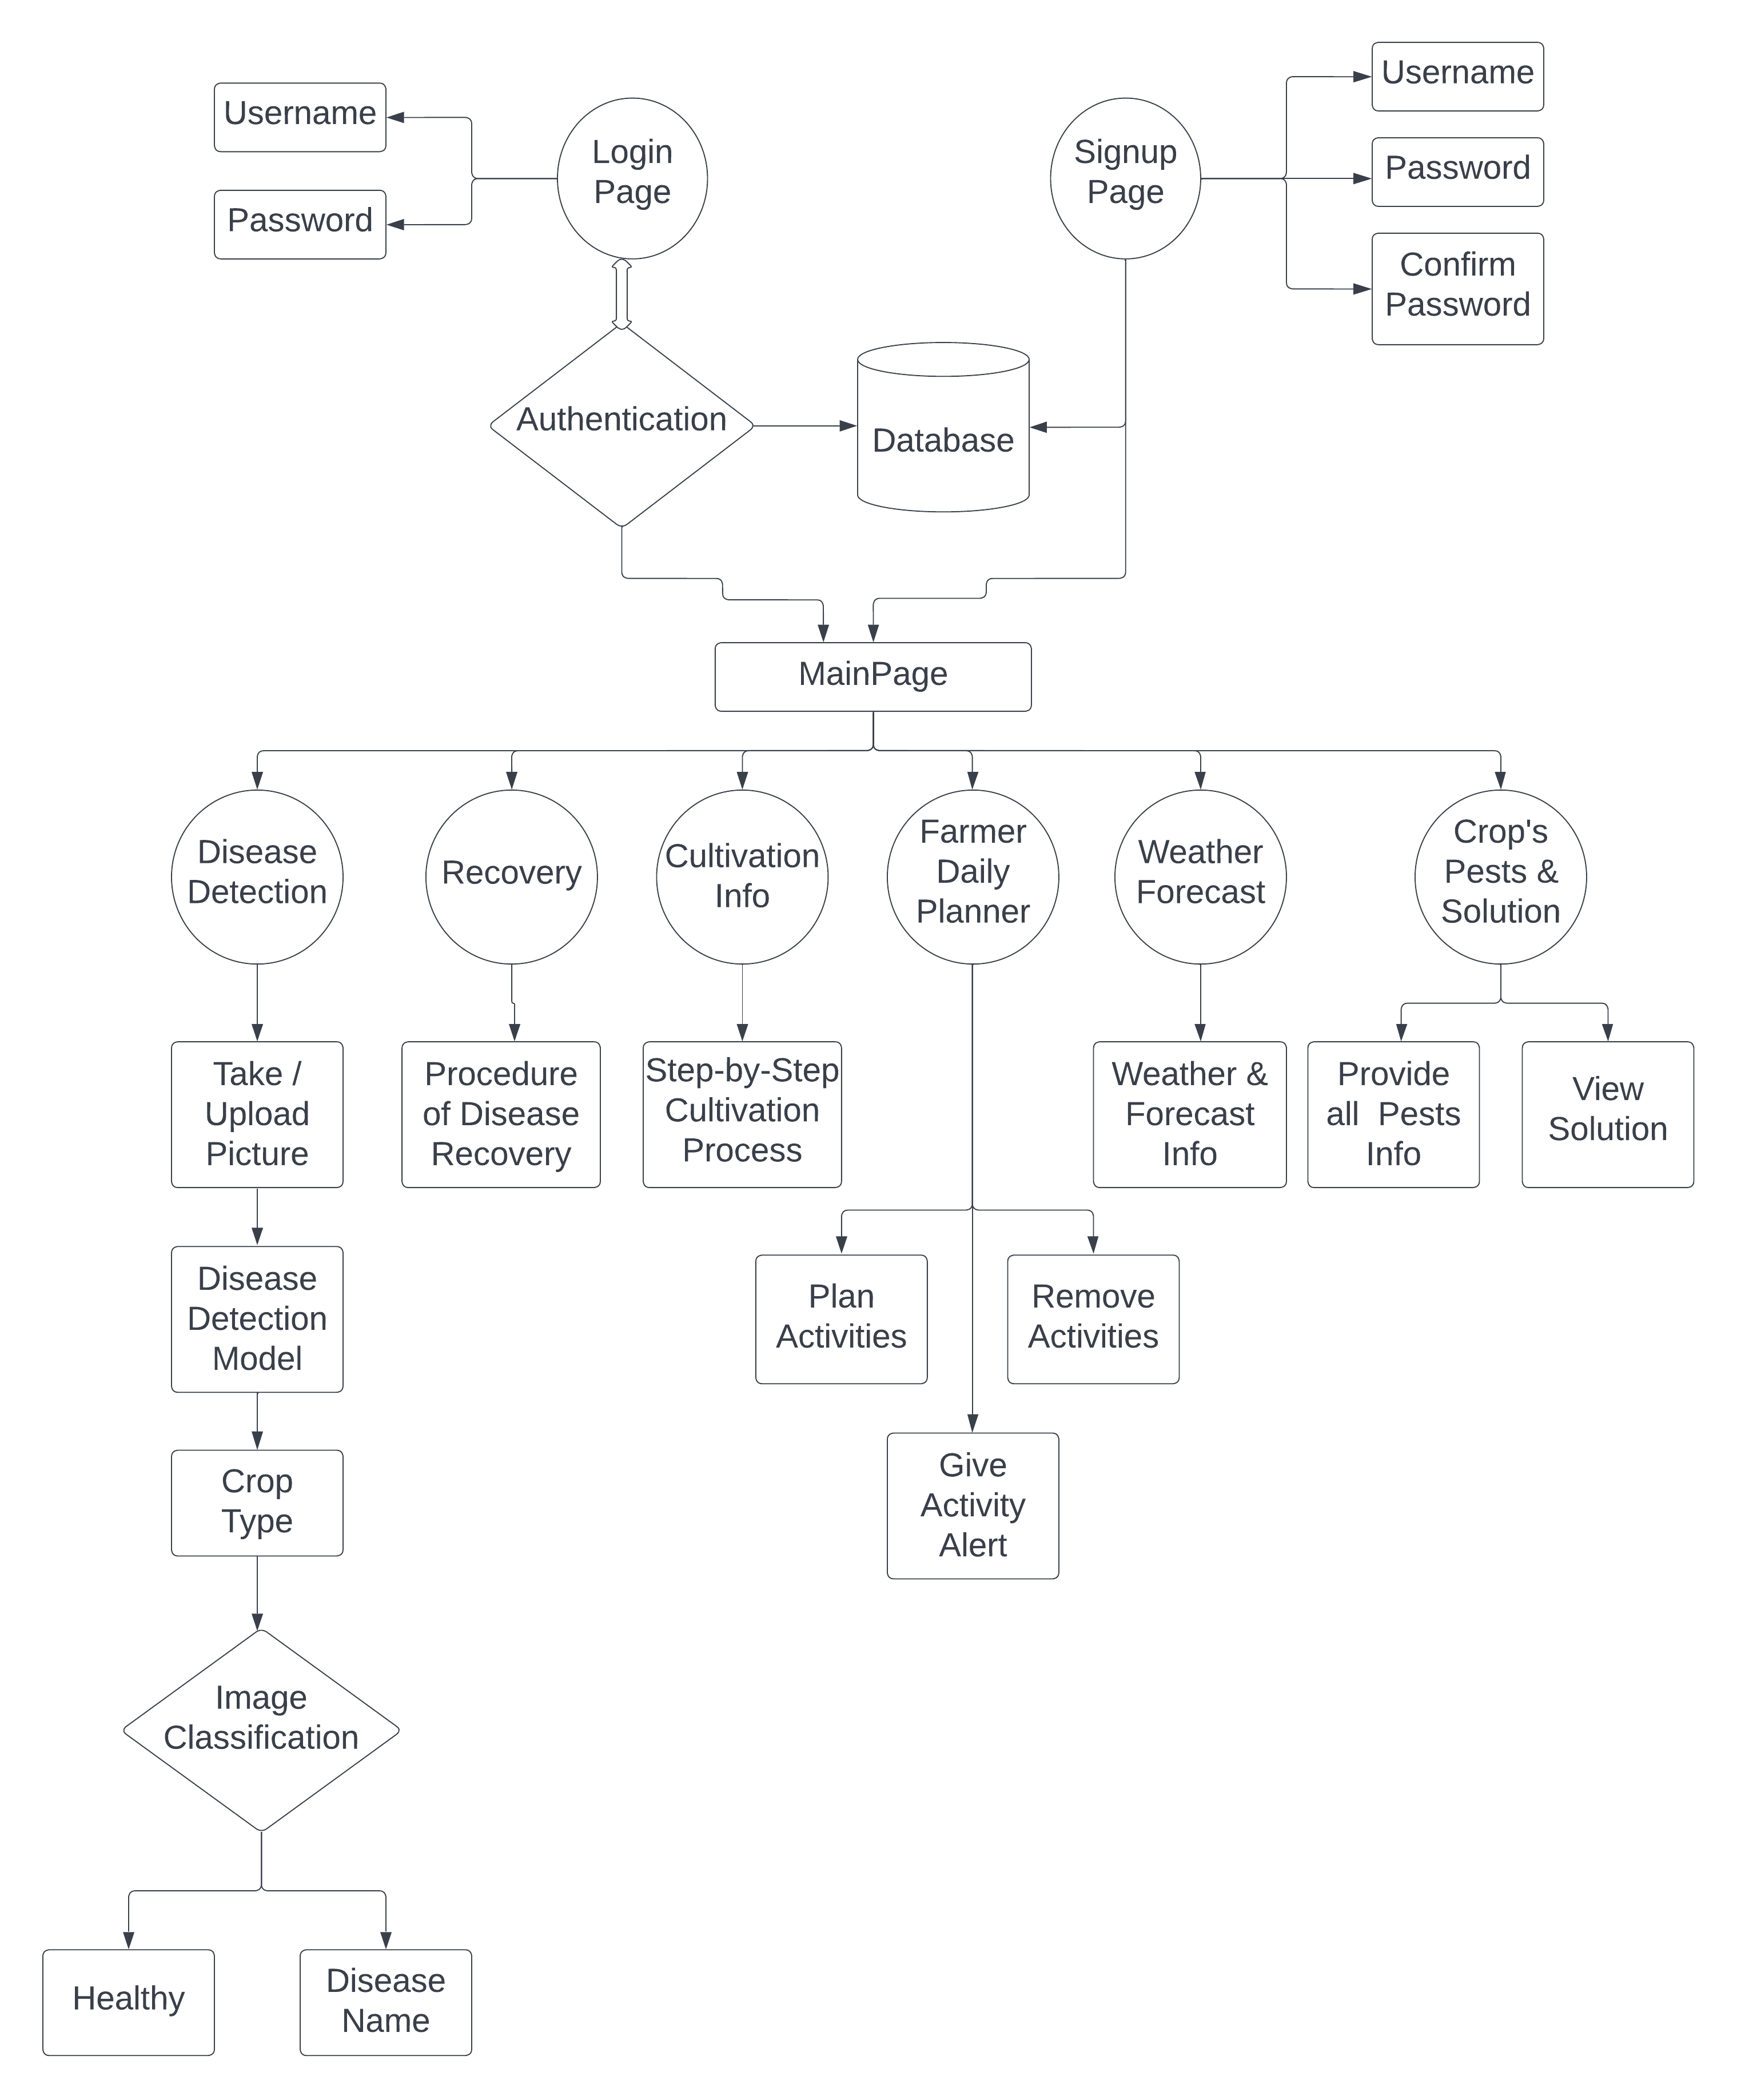 Username
Password
Login
Page
Signup
Page
Username
Password
Confirm
Password
Authentication
Database
MainPage
Disease
Detection
Recovery
Cultivation
Info
Farmer
Daily
Planner
Weather
Forecast
Crop's
Pests &
Solution
Take /
Upload
Picture
Procedure
of Disease
Recovery
Step-by-Step
Cultivation
Process
Weather &
Forecast
Info
Provide
all  Pests
Info
View
Solution
Disease
Detection
Model
Plan
Activities
Remove
Activities
Crop
Type
Give
Activity
Alert
Image
Classification
Healthy
Disease
Name